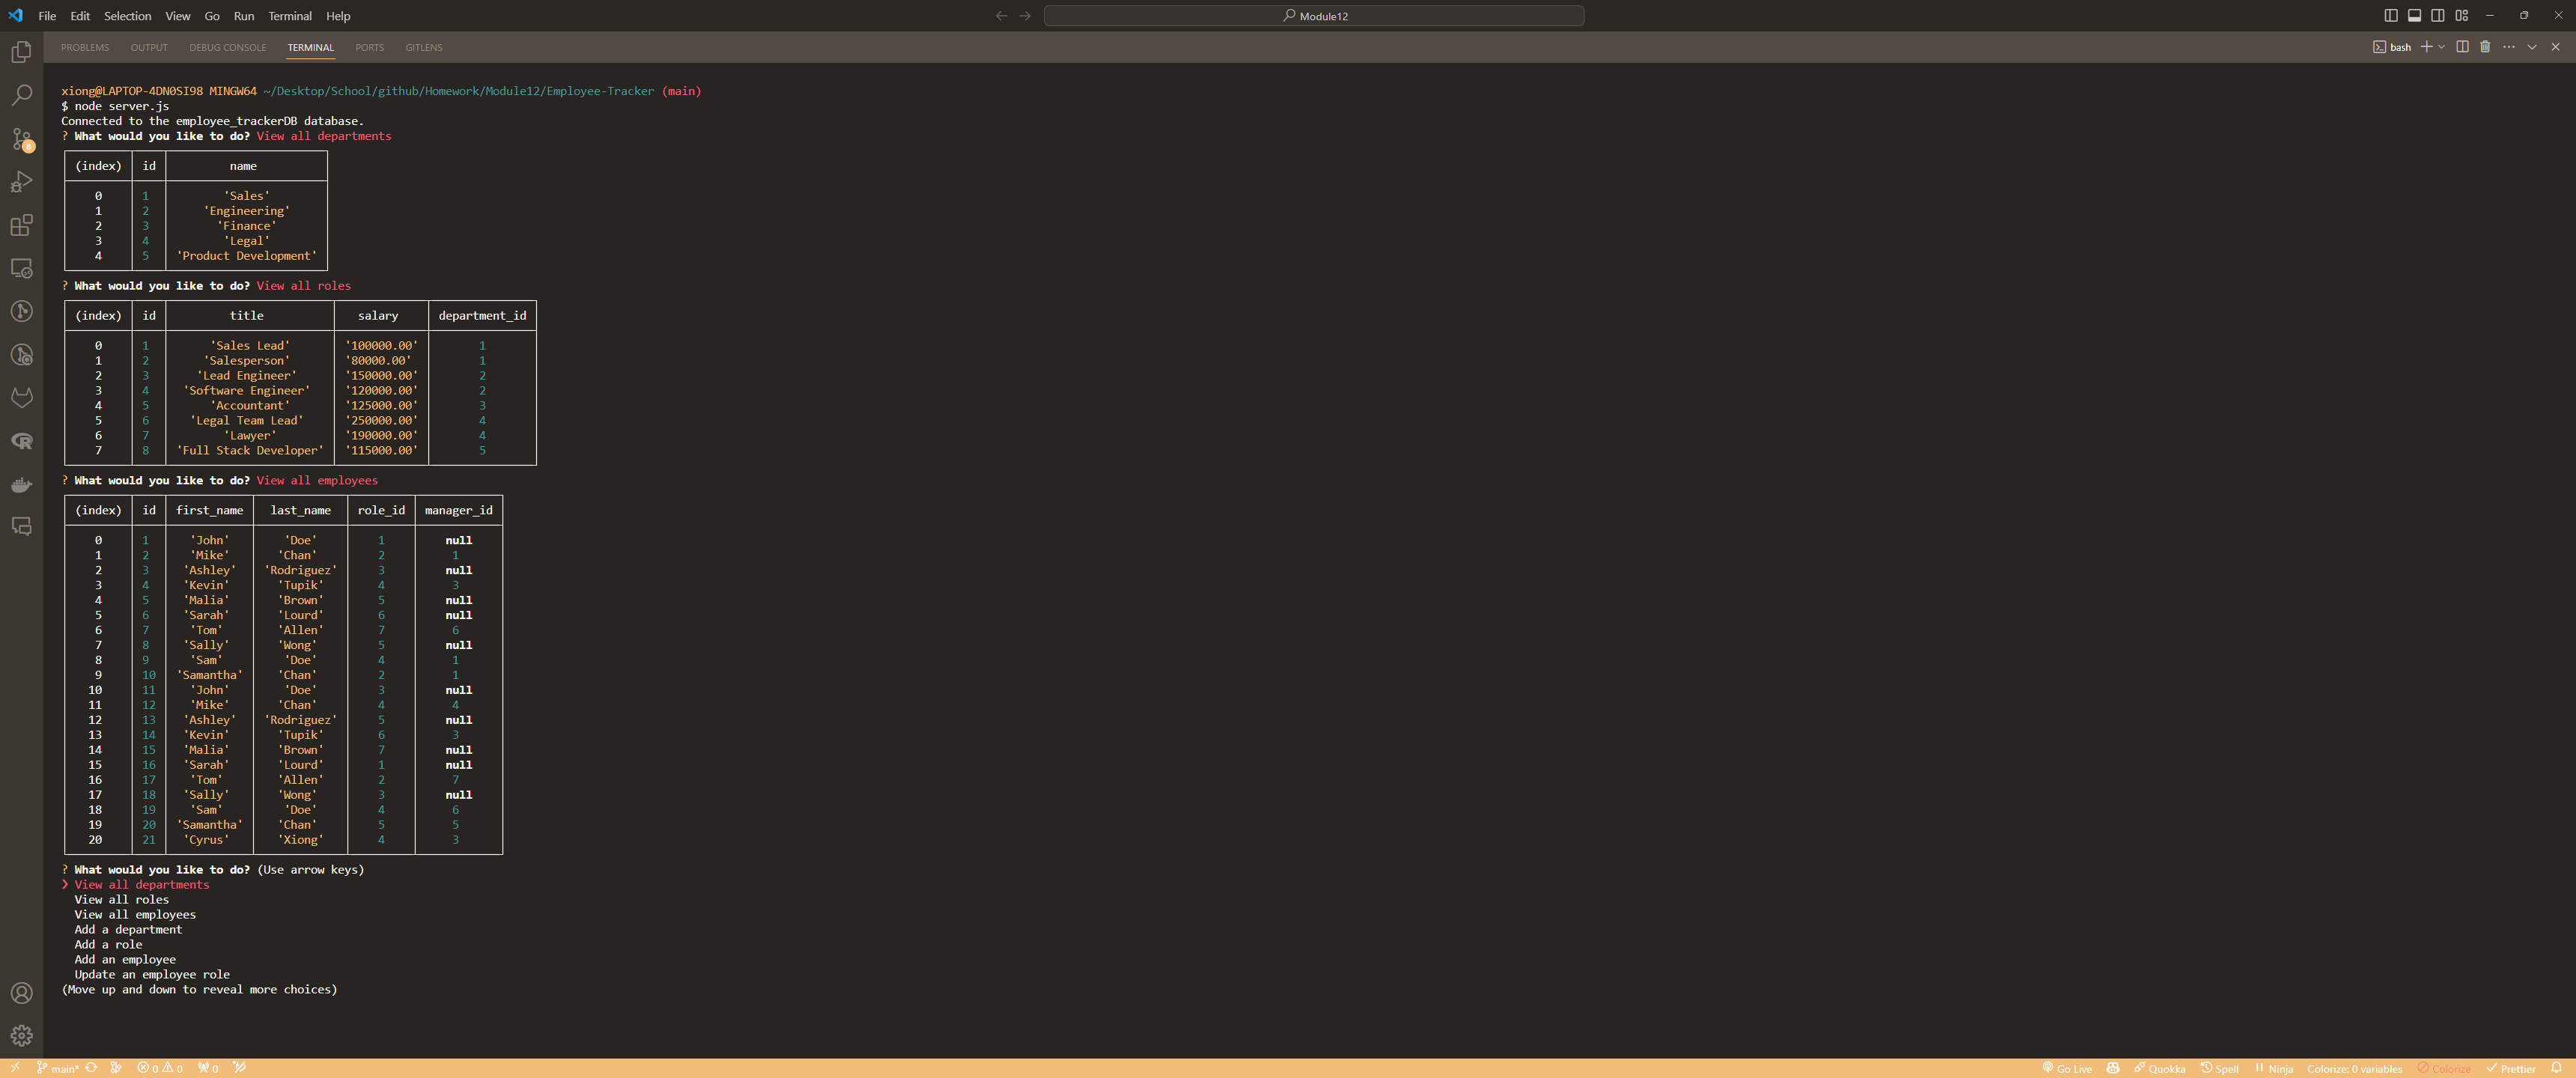 File Edit Selection View Go Run Terminal Help Module12
PROBLEMS OUTPUT DEBUG CONSOLE TERMINAL PORTS GITLENS bash
xiong@LAPTOP-4DN0SI98 MINGW64 ~/Desktop/School/github/Homework/Module12/Employee-Tracker (main)
$ node server.js
Connected to the employee_trackerDB database.
? What would you like to do? View all departments
(index) id name
0 1 'Sales'
1 2 'Engineering'
2 3 'Finance'
3 4 'Legal'
4 5 'Product Development'
? What would you like to do? View all roles
(index) id title salary department_id
0 1 'Sales Lead' '100000.00' 1
1 2 'Salesperson' '80000.00' 1
2 3 'Lead Engineer' '150000.00' 2
3 4 'Software Engineer' '120000.00' 2
4 5 'Accountant' '125000.00' 3
5 6 'Legal Team Lead' '250000.00' 4
6 7 'Lawyer' '190000.00' 4
7 8 'Full Stack Developer' '115000.00' 5
? What would you like to do? View all employees
(index) id first_name last_name role_id manager_id
0 1 'John' 'Doe' 1 null
1 2 'Mike' 'Chan' 2 1
2 3 'Ashley' 'Rodriguez' 3 null
3 4 'Kevin' 'Tupik' 4 3
4 5 'Malia' 'Brown' 5 null
5 6 'Sarah' 'Lourd' 6 null
6 7 'Tom' 'Allen' 7 6
7 8 'Sally' 'Wong' 5 null
8 9 'Sam' 'Doe' 4 1
9 10 'Samantha' 'Chan' 2 1
10 11 'John' 'Doe' 3 null
11 12 'Mike' 'Chan' 4 4
12 13 'Ashley' 'Rodriguez' 5 null
13 14 'Kevin' 'Tupik' 6 3
14 15 'Malia' 'Brown' 7 null
15 16 'Sarah' 'Lourd' 1 null
16 17 'Tom' 'Allen' 2 7
17 18 'Sally' 'Wong' 3 null
18 19 'Sam' 'Doe' 4 6
19 20 'Samantha' 'Chan' 5 5
20 21 'Cyrus' 'Xiong' 4 3
? What would you like to do? (Use arrow keys)
❯ View all departments
View all roles
View all employees
Add a department
Add a role
Add an employee
Update an employee role
(Move up and down to reveal more choices)
8
main* 0 0 0 Go Live Quokka Spell Ninja Colorize: 0 variables Colorize Prettier